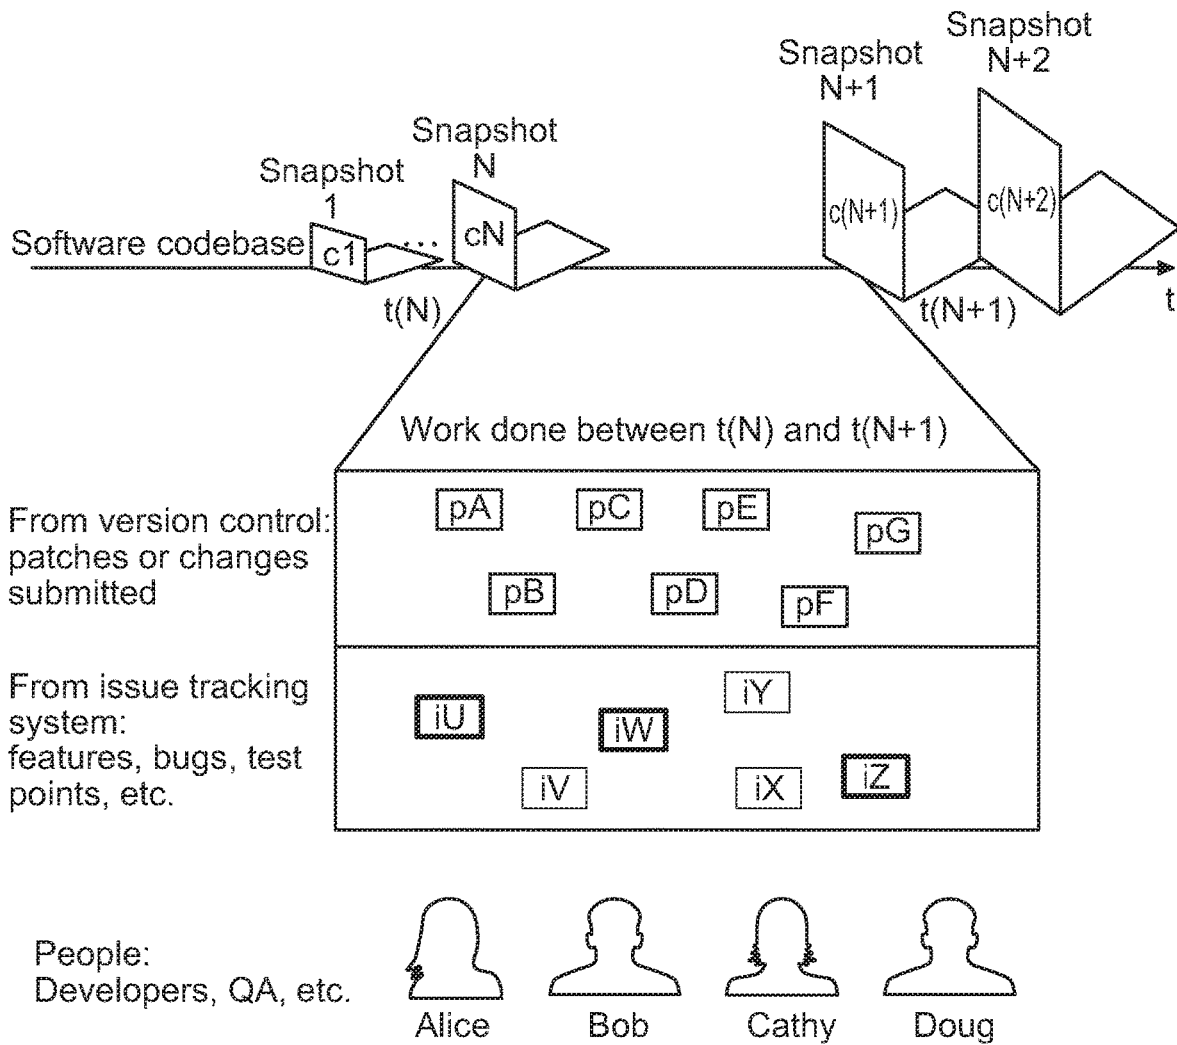 Snapshot
N+2
Snapshot
N+1
Snapshot
N
Snapshot
1
Software codebase
c1
...
cN
c(N+1)
c(N+2)
t(N)
t(N+1)
t
Work done between t(N) and t(N+1)
From version control:
patches or changes
submitted
pA
pC
pE
pG
pB
pD
pF
From issue tracking
system:
features, bugs, test
points, etc.
iU
iW
iY
iV
iX
iZ
People:
Developers, QA, etc.
Alice
Bob
Cathy
Doug